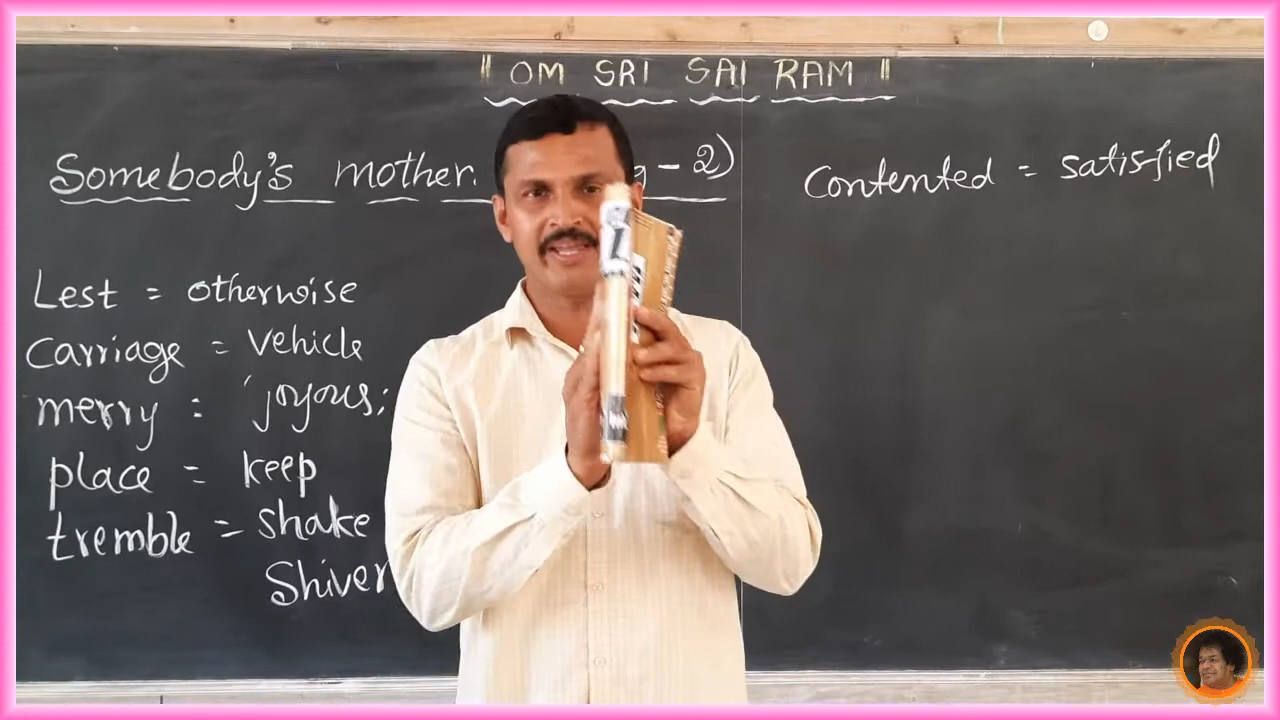 " OM SRI SAI RAM "
Somebody's mother. - 2)
Lest = otherwise
Carriage = vehicle
merry = joyous;
place = keep
tremble = shake
Shiver
Contented = satisfied